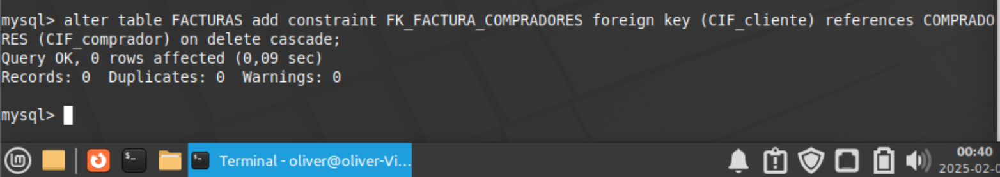 mysql> alter table FACTURAS add constraint FK_FACTURA_COMPRADORES foreign key (CIF_cliente) references COMPRADO
RES (CIF_comprador) on delete cascade;
Query OK, 0 rows affected (0,09 sec)
Records: 0  Duplicates: 0  Warnings: 0
mysql>
Terminal - oliver@oliver-Vi...
00:40
2025-02-0